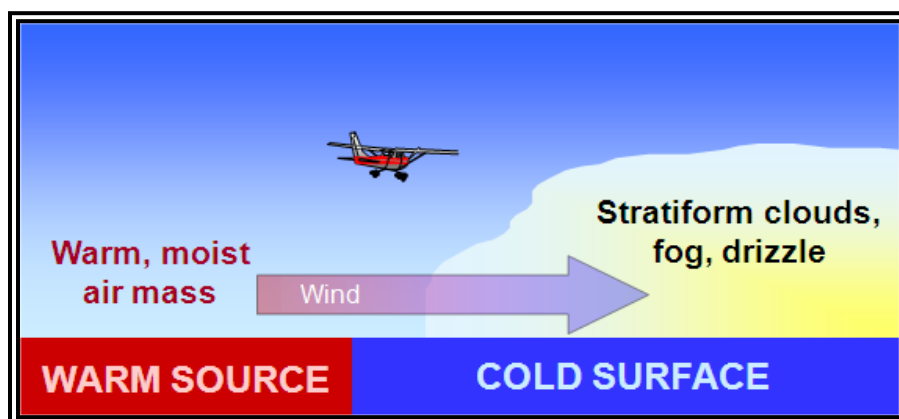 Stratiform clouds,
fog, drizzle
Warm, moist
air mass
Wind
WARM SOURCE
COLD SURFACE